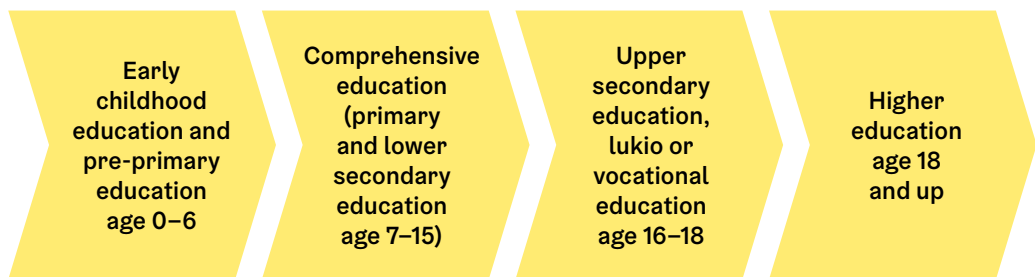 Early
childhood
education and
pre-primary
education
age 0–6
Comprehensive
education
(primary
and lower
secondary
education
age 7–15)
Upper
secondary
education,
lukio or
vocational
education
age 16–18
Higher
education
age 18
and up